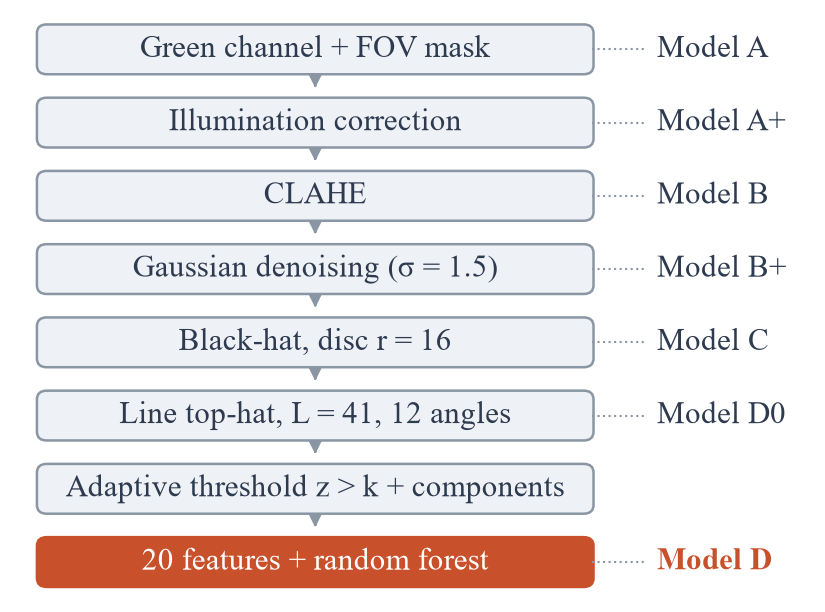 Green channel + FOV mask Model A
Illumination correction Model A+
CLAHE Model B
Gaussian denoising (σ = 1.5) Model B+
Black-hat, disc r = 16 Model C
Line top-hat, L = 41, 12 angles Model D0
Adaptive threshold z > k + components
20 features + random forest Model D